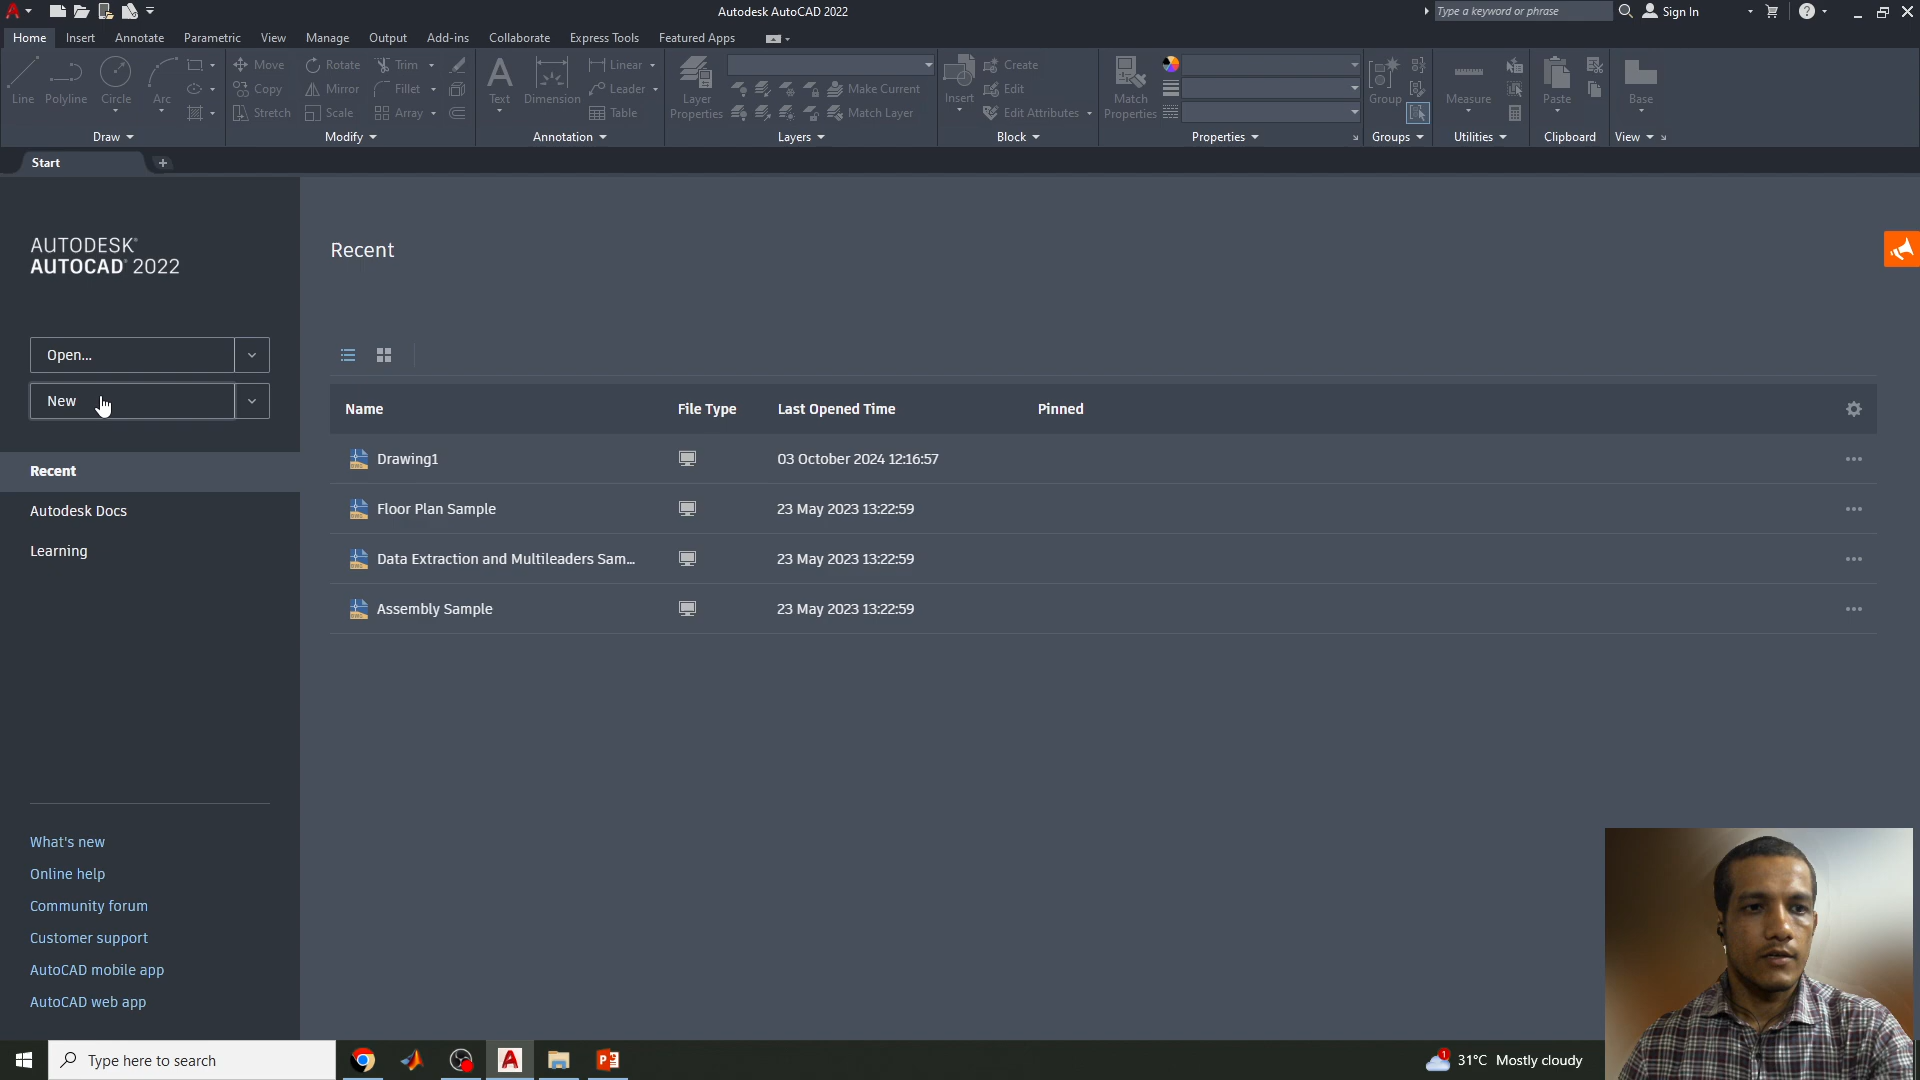 Autodesk AutoCAD 2022
Type a keyword or phrase
Sign In
Home Insert Annotate Parametric View Manage Output Add-ins Collaborate Express Tools Featured Apps
Line Polyline Circle Arc
Draw
Move Rotate Trim
Copy Mirror Fillet
Stretch Scale Array
Modify
Text Dimension
Linear
Leader
Table
Annotation
Layer
Properties
Make Current
Match Layer
Layers
Insert
Create
Edit
Edit Attributes
Block
Match
Properties
Properties
Group
Groups
Measure
Utilities
Paste
Clipboard
Base
View
Start
AUTODESK®
AUTOCAD® 2022
Open...
New
Recent
Autodesk Docs
Learning
What's new
Online help
Community forum
Customer support
AutoCAD mobile app
AutoCAD web app
Recent
Name File Type Last Opened Time Pinned
Drawing1 03 October 2024 12:16:57
Floor Plan Sample 23 May 2023 13:22:59
Data Extraction and Multileaders Sam... 23 May 2023 13:22:59
Assembly Sample 23 May 2023 13:22:59
Type here to search
1
31°C Mostly cloudy